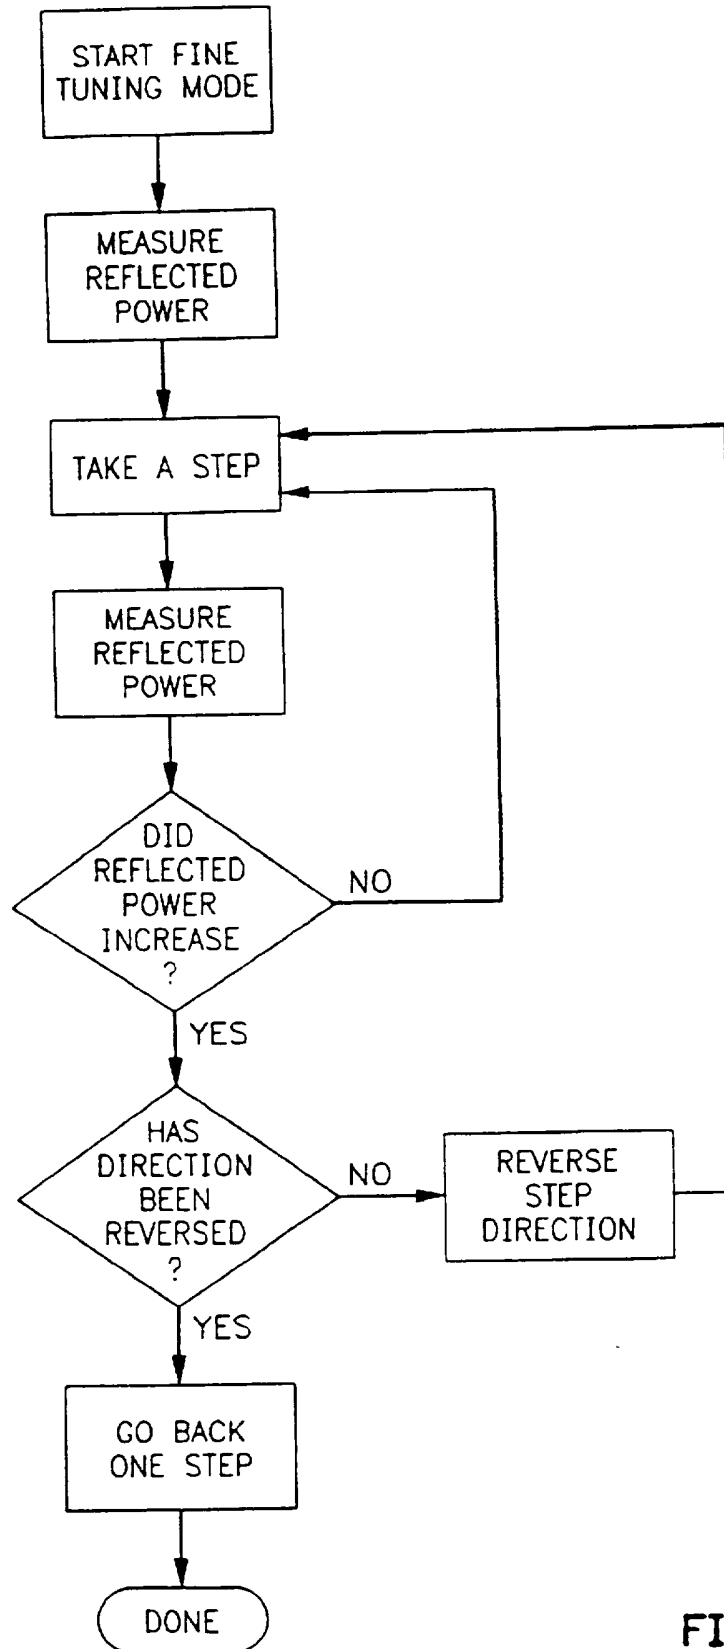 START FINE
TUNING MODE
MEASURE
REFLECTED
POWER
TAKE A STEP
MEASURE
REFLECTED
POWER
DID
REFLECTED
POWER
INCREASE
?
NO
YES
HAS
DIRECTION
BEEN
REVERSED
?
NO
REVERSE
STEP
DIRECTION
YES
GO BACK
ONE STEP
DONE
FI